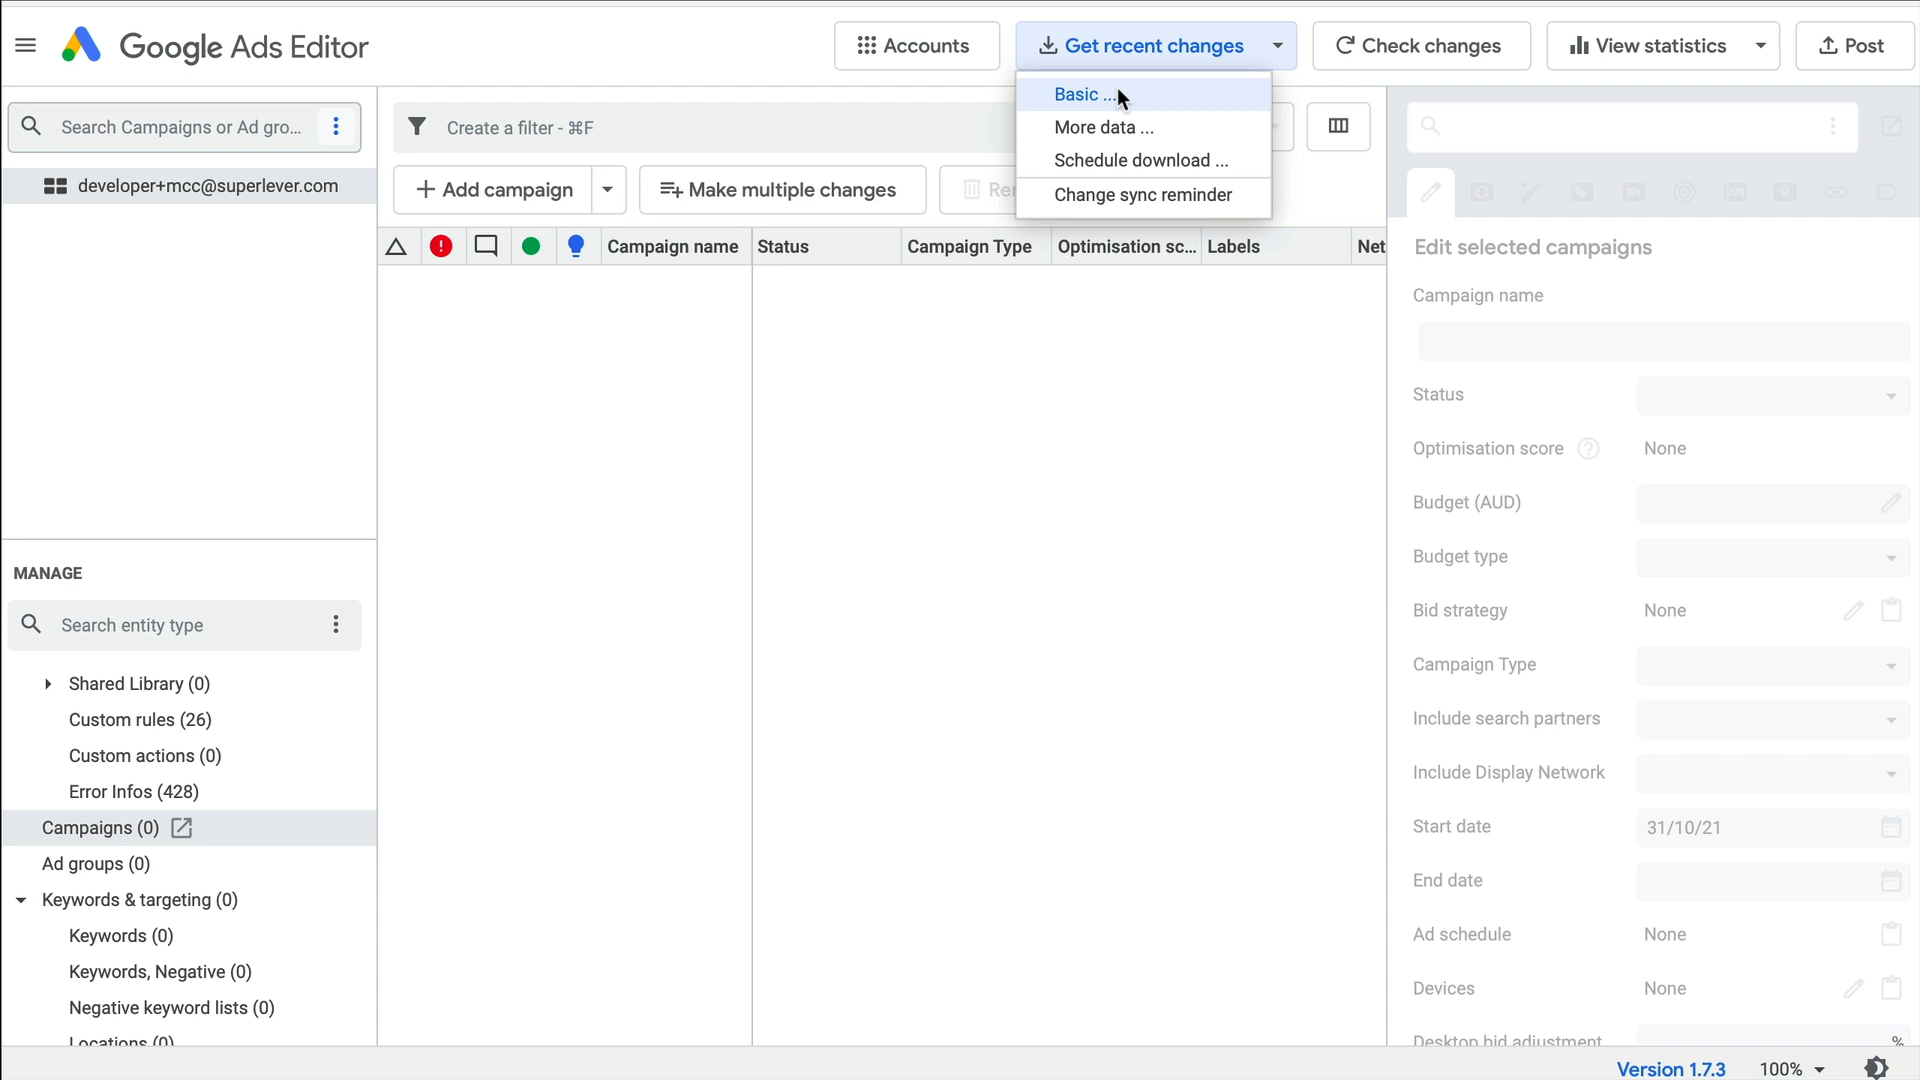 Google Ads Editor
Accounts
Get recent changes
Check changes
View statistics
Post
Search Campaigns or Ad gro...
Create a filter - ⌘F
Basic ...
More data ...
Schedule download ...
Change sync reminder
developer+mcc@superlever.com
Add campaign
Make multiple changes
Campaign name
Status
Campaign Type
Optimisation sc...
Labels
Net
Edit selected campaigns
Campaign name
Status
Optimisation score ?
None
Budget (AUD)
Budget type
Bid strategy
None
Campaign Type
Include search partners
Include Display Network
Start date
31/10/21
End date
Ad schedule
None
Devices
None
Desktop bid adjustment
%
MANAGE
Search entity type
Shared Library (0)
Custom rules (26)
Custom actions (0)
Error Infos (428)
Campaigns (0)
Ad groups (0)
Keywords & targeting (0)
Keywords (0)
Keywords, Negative (0)
Negative keyword lists (0)
Locations (0)
Version 1.7.3
100%